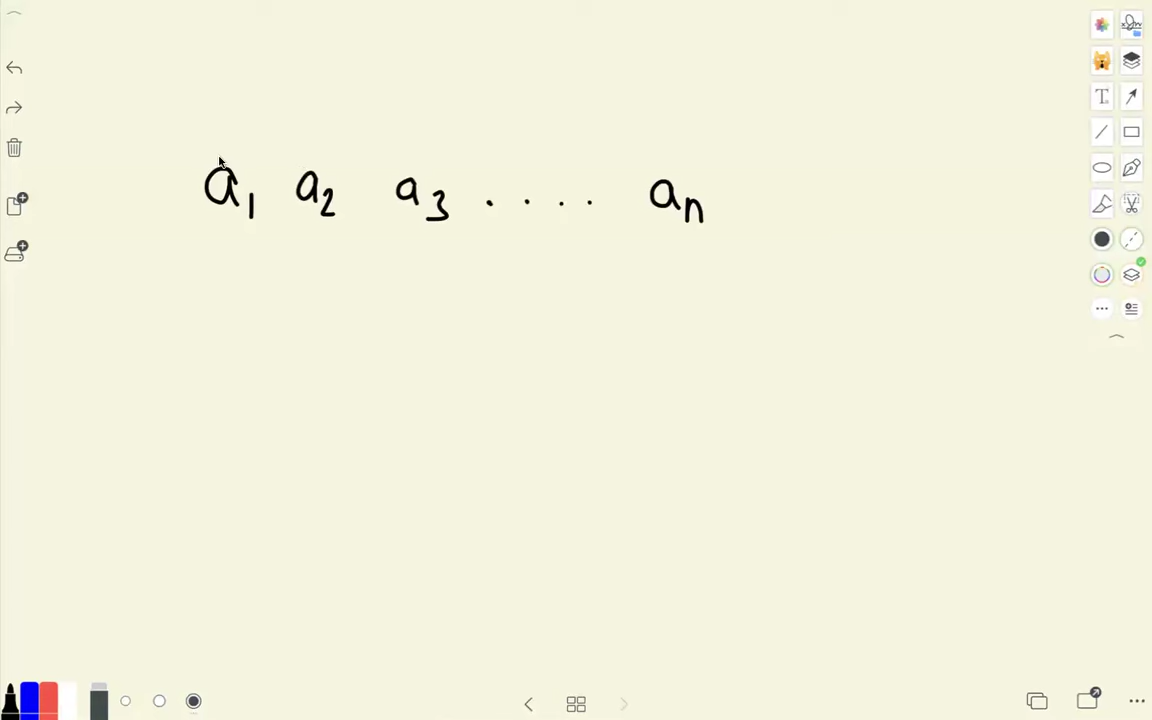 a₁ a₂ a₃ .... aₙ